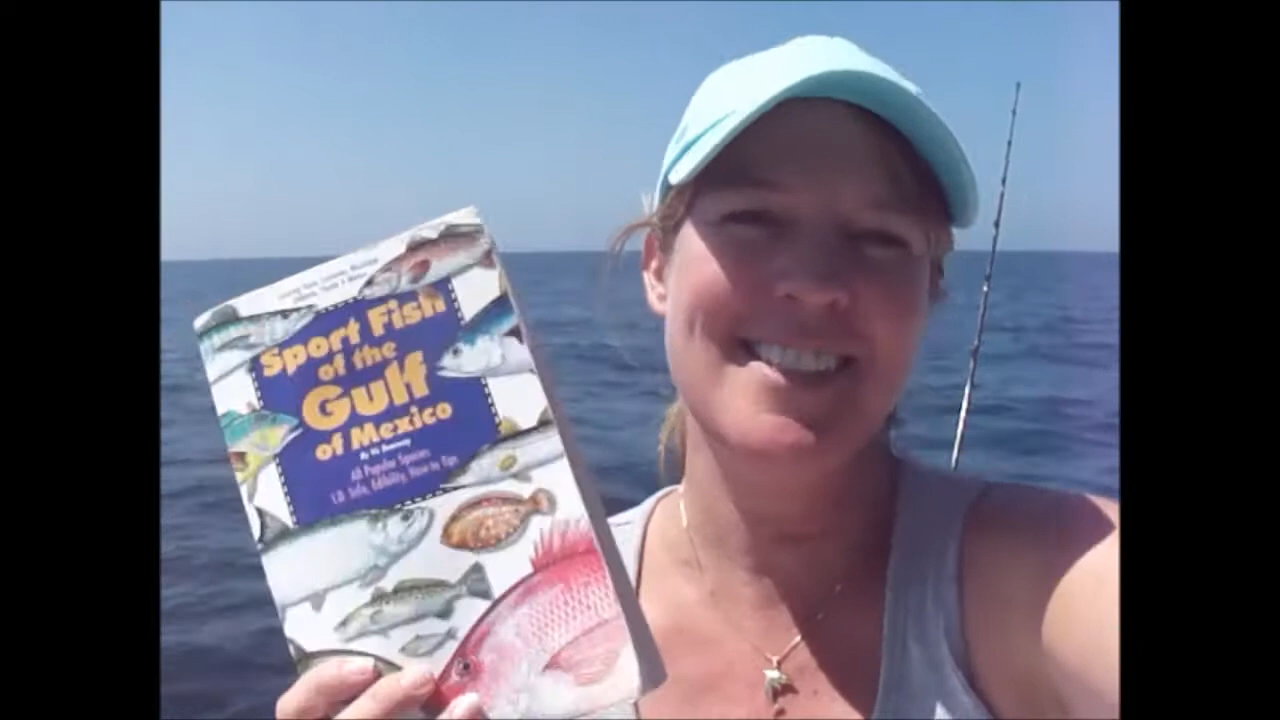 Sport Fish
of the
Gulf
of Mexico
All Popular Species
I.D. Info, Edibility, How-to Tips